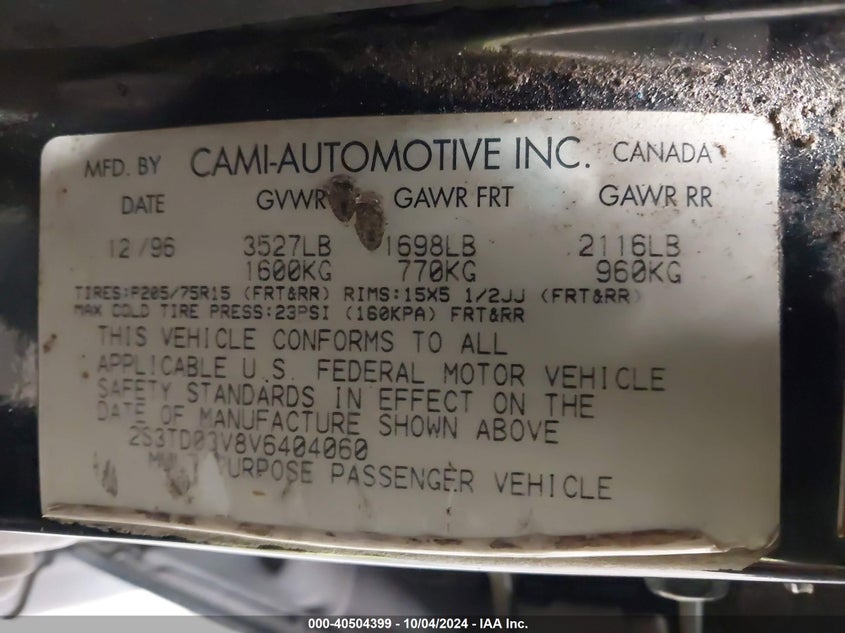 MFD. BY CAMI-AUTOMOTIVE INC. CANADA
DATE GVWR GAWR FRT GAWR RR
12/96 3527LB 1698LB 2116LB
1600KG 770KG 960KG
TIRES:P205/75R15 (FRT&RR) RIMS:15X5 1/2JJ (FRT&RR)
MAX COLD TIRE PRESS:23PSI (160KPA) FRT&RR
THIS VEHICLE CONFORMS TO ALL
APPLICABLE U.S. FEDERAL MOTOR VEHICLE
SAFETY STANDARDS IN EFFECT ON THE
DATE OF MANUFACTURE SHOWN ABOVE
2S3TD03V8V6404060
MULTIPURPOSE PASSENGER VEHICLE
000-40504399 - 10/04/2024 - IAA Inc.